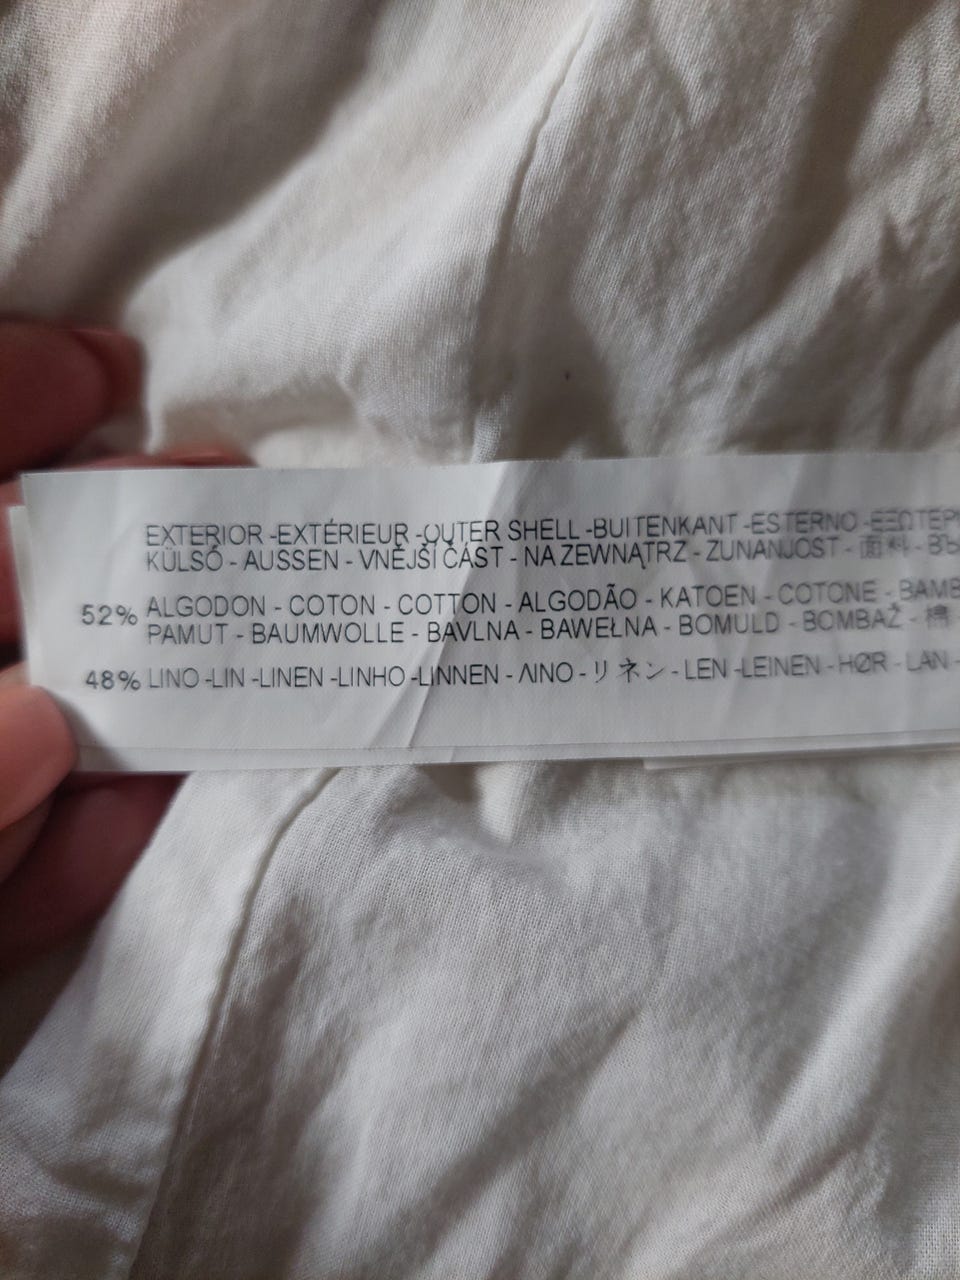 EXTERIOR -EXTÉRIEUR -OUTER SHELL -BUITENKANT -ESTERNO -ΕΞΩΤΕΡ
KÜLSŐ - AUSSEN - VNĚJŠÍ ČÁST - NA ZEWNĄTRZ - ZUNANJOST - 面料 -
52% ALGODON - COTON - COTTON - ALGODÃO - KATOEN - COTONE - ΒΑΜΒ
PAMUT - BAUMWOLLE - BAVLNA - BAWEŁNA - BOMULD - BOMBAŽ - 棉
48% LINO -LIN -LINEN -LINHO -LINNEN - ΛΙΝΟ - リネン - LEN -LEINEN - HØR - LAN -